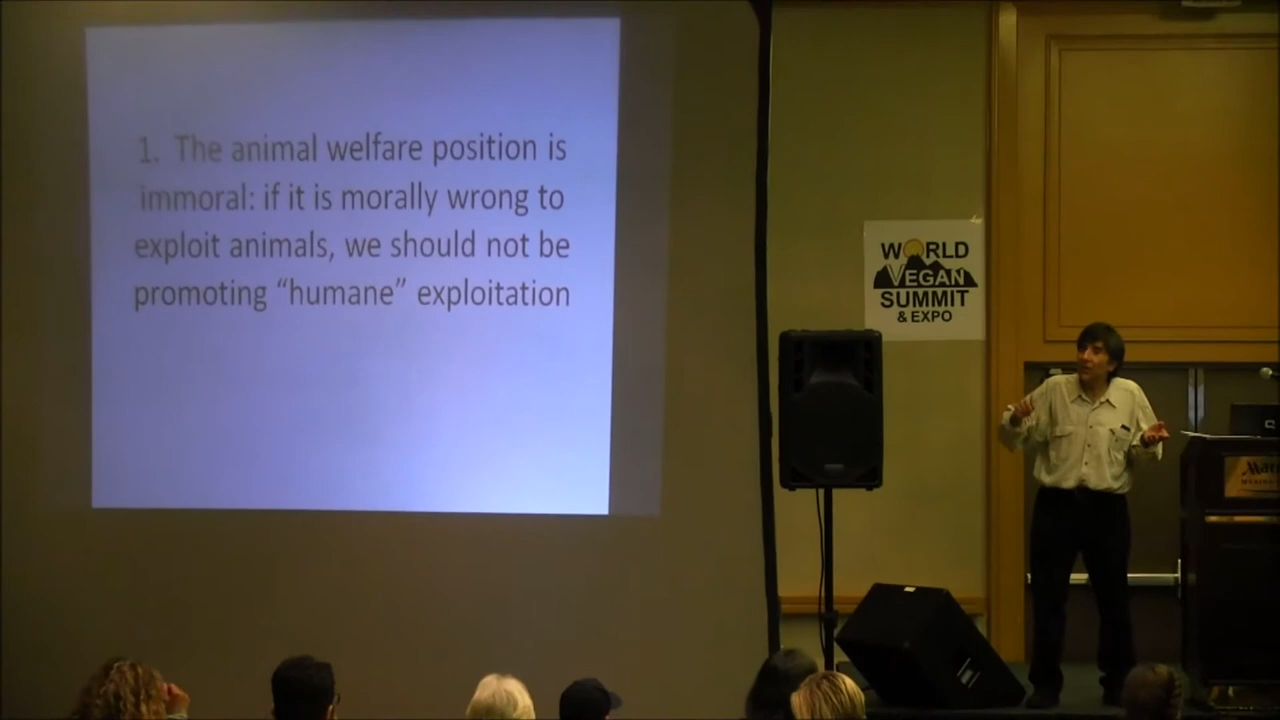 1. The animal welfare position is
immoral: if it is morally wrong to
exploit animals, we should not be
promoting “humane” exploitation
WORLD
VEGAN
SUMMIT
& EXPO